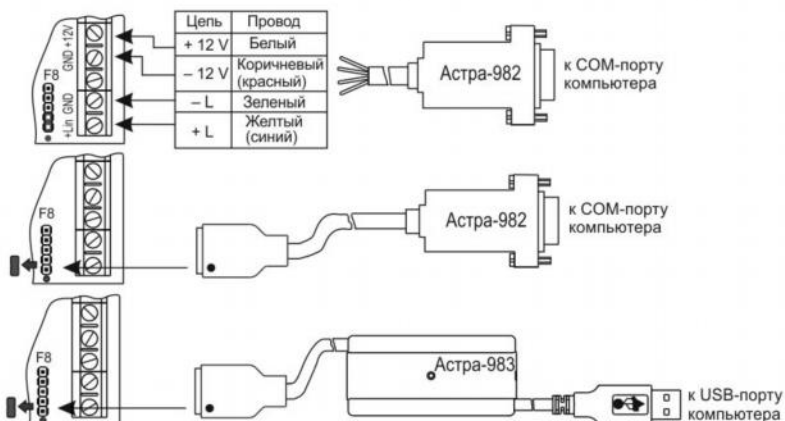 Цепь Провод
+ 12 V Белый
– 12 V Коричневый (красный)
– L Зеленый
+ L Желтый (синий)
+Lin GND GND +12V
F8
Астра-982
к COM-порту
компьютера
F8
Астра-982
к COM-порту
компьютера
F8
Астра-983
к USB-порту
компьютера